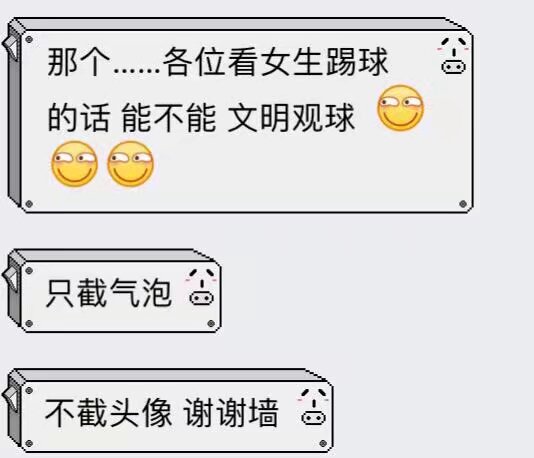 那个……各位看女生踢球
的话 能不能 文明观球
只截气泡
不截头像 谢谢墙